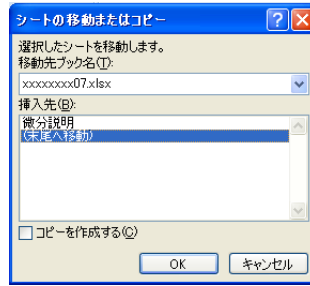 シートの移動またはコピー
選択したシートを移動します。
移動先ブック名(T):
xxxxxxxx07.xlsx
挿入先(B):
微分説明
(末尾へ移動)
コピーを作成する(C)
OK キャンセル